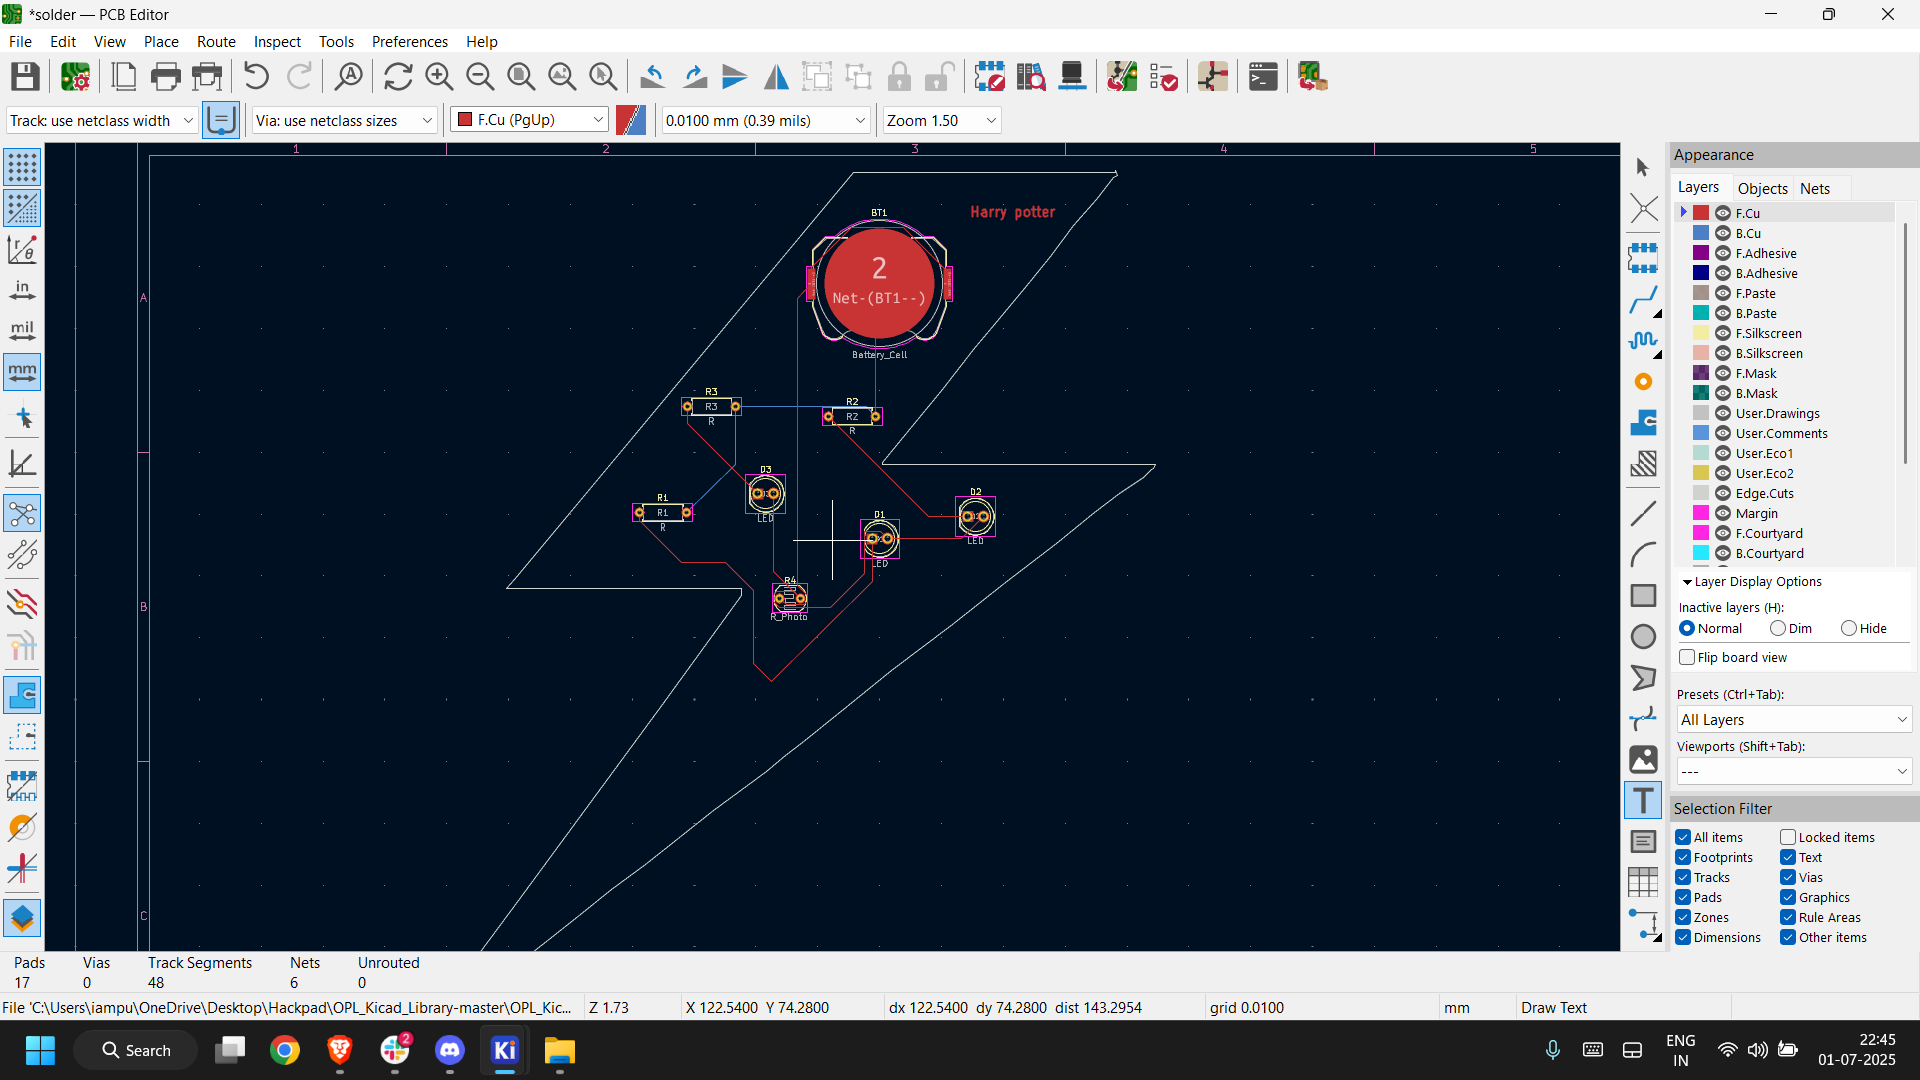 *solder — PCB Editor
File Edit View Place Route Inspect Tools Preferences Help
Track: use netclass width Via: use netclass sizes F.Cu (PgUp) 0.0100 mm (0.39 mils) Zoom 1.50
1 2 3 4 5
A
B
C
in
mil
mm
BT1
Harry potter
2
Net-(BT1--)
Battery_Cell
R3
R3
R
R2
R2
R
D3
LED
R1
R1
R
D2
LED
D1
LED
R4
R_Photo
Appearance
Layers Objects Nets
F.Cu
B.Cu
F.Adhesive
B.Adhesive
F.Paste
B.Paste
F.Silkscreen
B.Silkscreen
F.Mask
B.Mask
User.Drawings
User.Comments
User.Eco1
User.Eco2
Edge.Cuts
Margin
F.Courtyard
B.Courtyard
Layer Display Options
Inactive layers (H):
Normal Dim Hide
Flip board view
Presets (Ctrl+Tab):
All Layers
Viewports (Shift+Tab):
---
Selection Filter
All items Locked items
Footprints Text
Tracks Vias
Pads Graphics
Zones Rule Areas
Dimensions Other items
Pads Vias Track Segments Nets Unrouted
17 0 48 6 0
File 'C:\Users\iampu\OneDrive\Desktop\Hackpad\OPL_Kicad_Library-master\OPL_Kic... Z 1.73 X 122.5400 Y 74.2800 dx 122.5400 dy 74.2800 dist 143.2954 grid 0.0100 mm Draw Text
Search
2
Ki
ENG
IN
22:45
01-07-2025